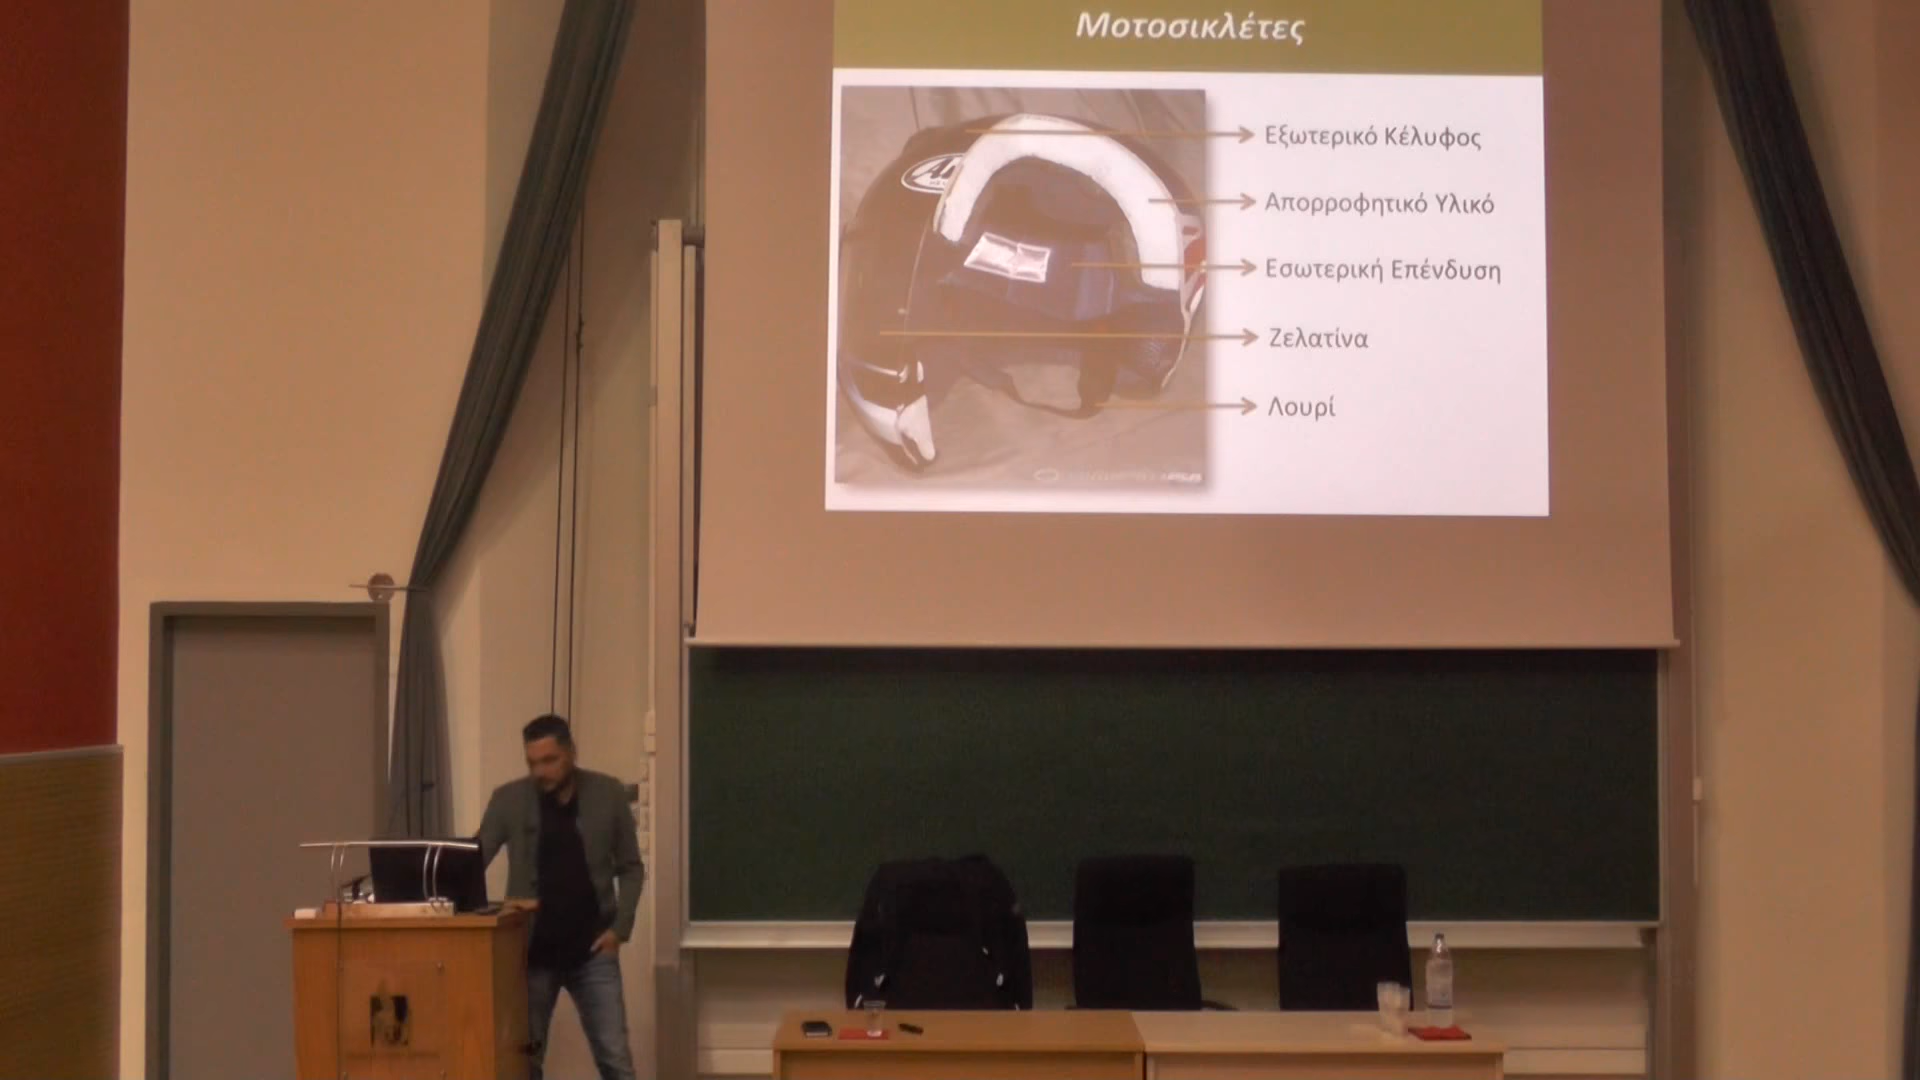 Μοτοσικλέτες
Εξωτερικό Κέλυφος
Απορροφητικό Υλικό
Εσωτερική Επένδυση
Ζελατίνα
Λουρί